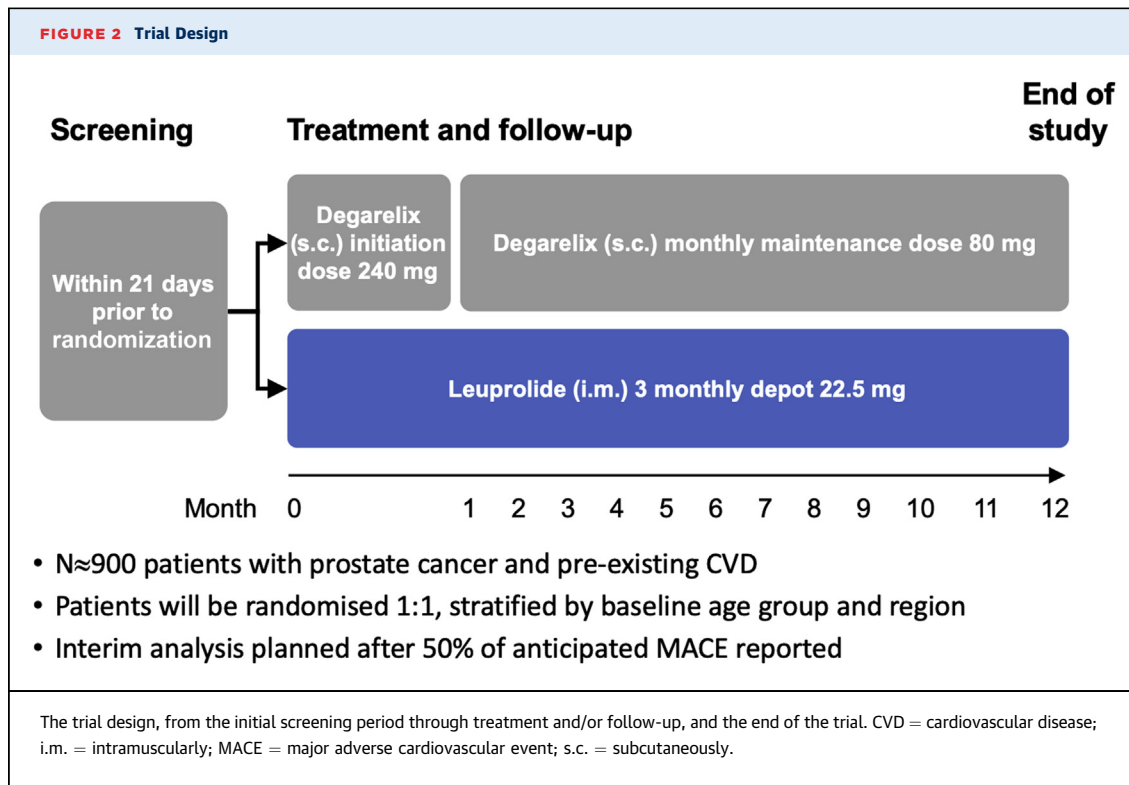 FIGURE 2 Trial Design
Screening
Treatment and follow-up
End of
study
Within 21 days
prior to
randomization
Degarelix
(s.c.) initiation
dose 240 mg
Degarelix (s.c.) monthly maintenance dose 80 mg
Leuprolide (i.m.) 3 monthly depot 22.5 mg
Month 0 1 2 3 4 5 6 7 8 9 10 11 12
• N≈900 patients with prostate cancer and pre-existing CVD
• Patients will be randomised 1:1, stratified by baseline age group and region
• Interim analysis planned after 50% of anticipated MACE reported
The trial design, from the initial screening period through treatment and/or follow-up, and the end of the trial. CVD = cardiovascular disease;
i.m. = intramuscularly; MACE = major adverse cardiovascular event; s.c. = subcutaneously.